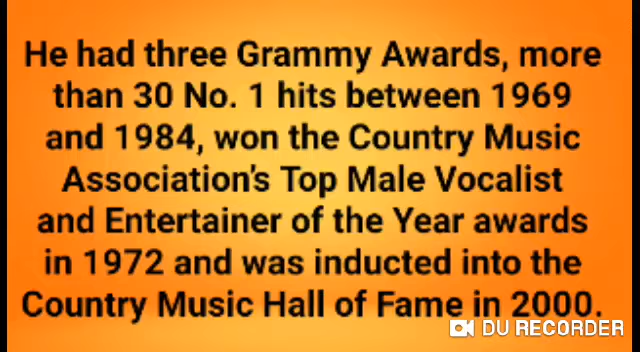 He had three Grammy Awards, more
than 30 No. 1 hits between 1969
and 1984, won the Country Music
Association's Top Male Vocalist
and Entertainer of the Year awards
in 1972 and was inducted into the
Country Music Hall of Fame in 2000.
DU RECORDER